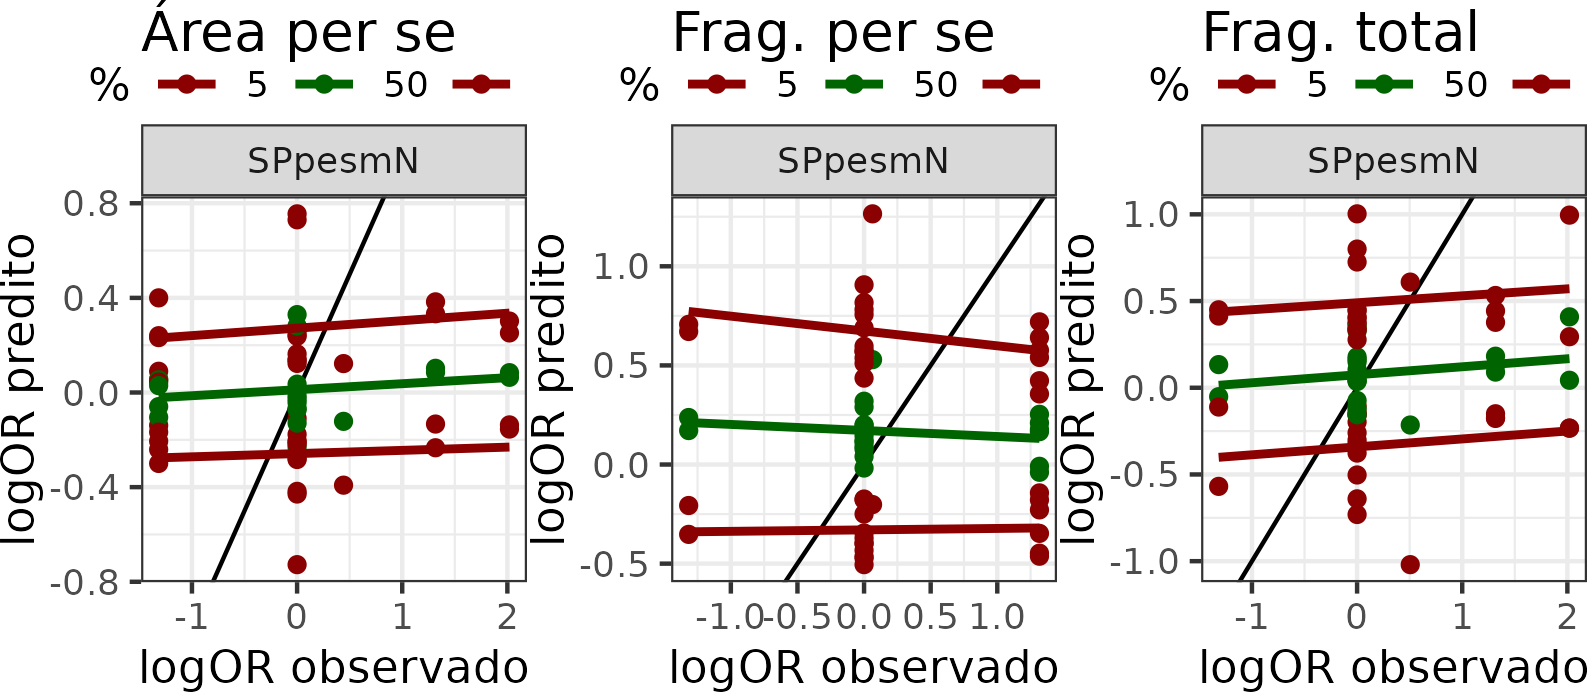 Área per se
% 5 50
SPpesmN
logOR predito
0.8
0.4
0.0
-0.4
-0.8
-1 0 1 2
logOR observado
Frag. per se
% 5 50
SPpesmN
logOR predito
1.0
0.5
0.0
-0.5
-1.0 -0.5 0.0 0.5 1.0
logOR observado
Frag. total
% 5 50
SPpesmN
logOR predito
1.0
0.5
0.0
-0.5
-1.0
-1 0 1 2
logOR observado